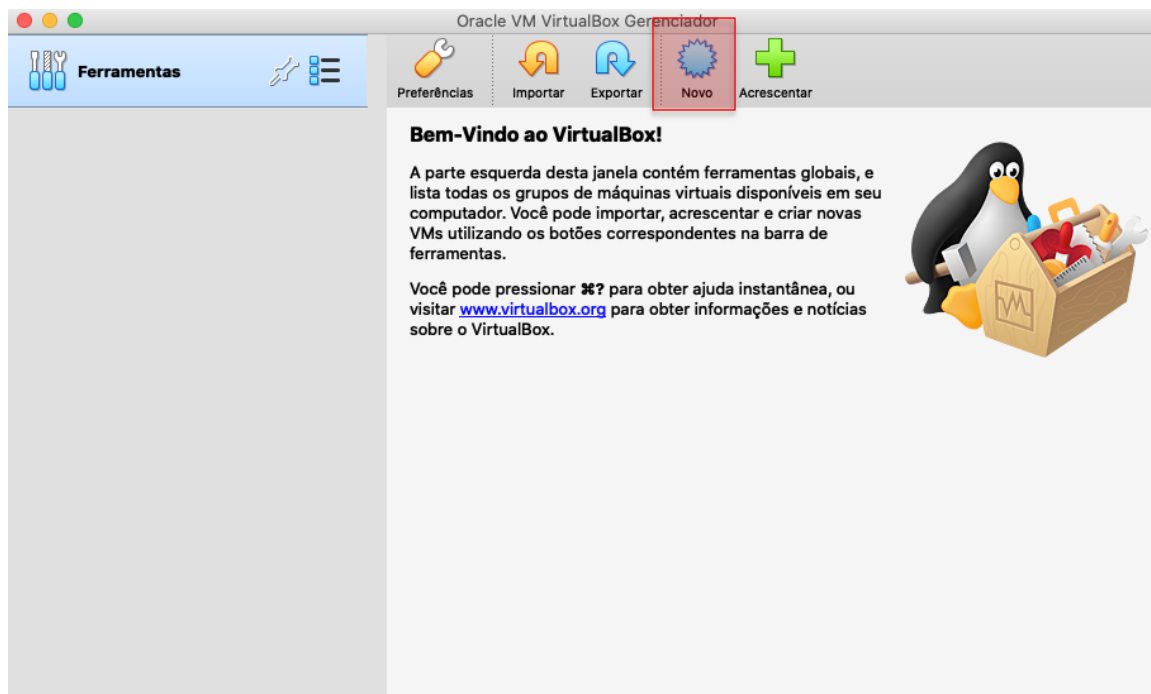 Oracle VM VirtualBox Gerenciador
Ferramentas
Preferências
Importar
Exportar
Novo
Acrescentar
Bem-Vindo ao VirtualBox!
A parte esquerda desta janela contém ferramentas globais, e
lista todas os grupos de máquinas virtuais disponíveis em seu
computador. Você pode importar, acrescentar e criar novas
VMs utilizando os botões correspondentes na barra de
ferramentas.
Você pode pressionar ⌘? para obter ajuda instantânea, ou
visitar www.virtualbox.org para obter informações e notícias
sobre o VirtualBox.